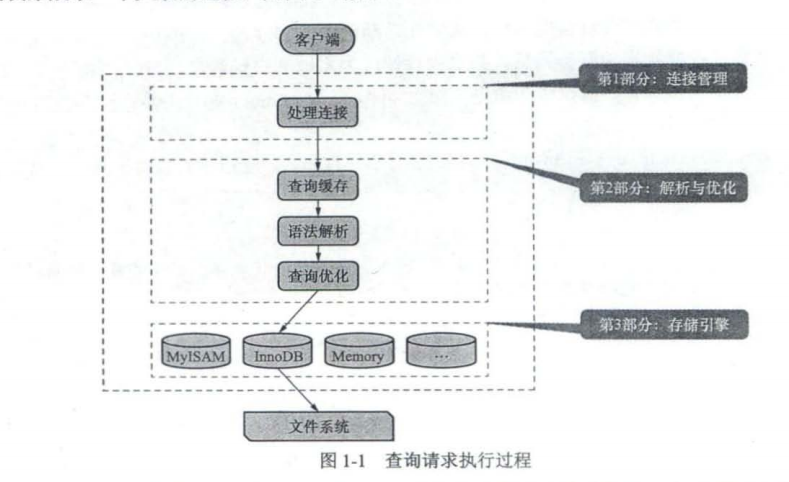 客户端
第1部分：连接管理
处理连接
查询缓存
第2部分：解析与优化
语法解析
查询优化
第3部分：存储引擎
MyISAM
InnoDB
Memory
...
文件系统
图 1-1 查询请求执行过程